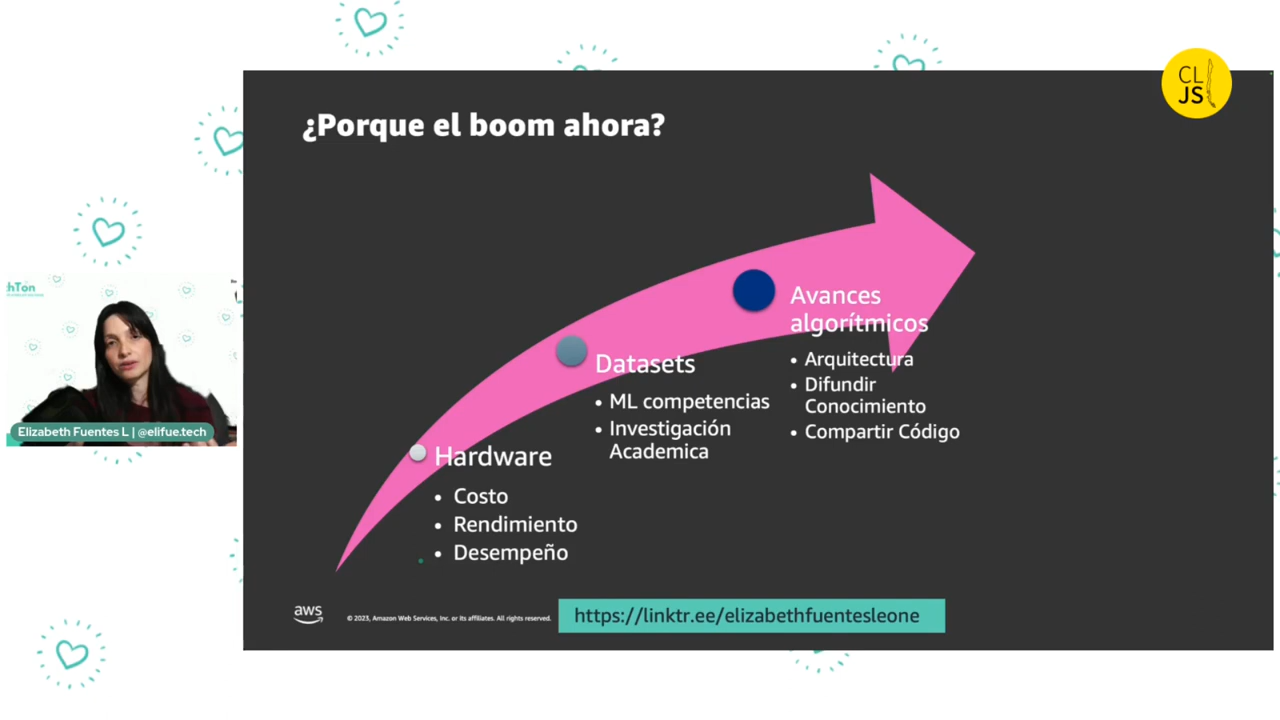 CL
JS
¿Porque el boom ahora?
Avances
algorítmicos
• Arquitectura
• Difundir
Conocimiento
• Compartir Código
Datasets
• ML competencias
• Investigación
Academica
Hardware
• Costo
• Rendimiento
• Desempeño
hTon
Elizabeth Fuentes L | @elifue.tech
aws
© 2023, Amazon Web Services, Inc. or its affiliates. All rights reserved.
https://linktr.ee/elizabethfuentesleone